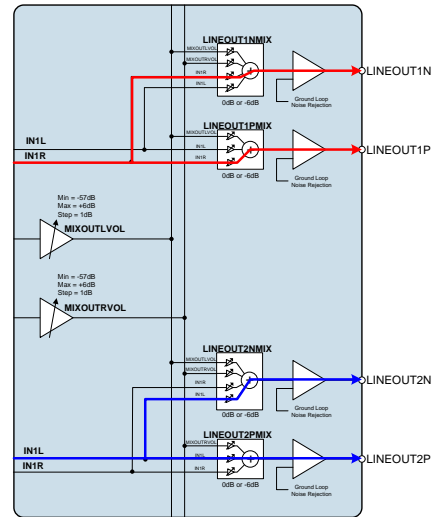 LINEOUT1NMIX
MIXOUTLVOL
MIXOUTRVOL
IN1R
IN1L
0dB or -6dB
LINEOUT1N
Ground Loop
Noise Rejection
LINEOUT1PMIX
MIXOUTLVOL
IN1L
IN1R
0dB or -6dB
LINEOUT1P
Ground Loop
Noise Rejection
IN1L
IN1R
Min = -57dB
Max = +6dB
Step = 1dB
MIXOUTLVOL
Min = -57dB
Max = +6dB
Step = 1dB
MIXOUTRVOL
LINEOUT2NMIX
MIXOUTLVOL
MIXOUTRVOL
IN1R
IN1L
0dB or -6dB
LINEOUT2N
Ground Loop
Noise Rejection
LINEOUT2PMIX
MIXOUTRVOL
IN1L
IN1R
0dB or -6dB
LINEOUT2P
Ground Loop
Noise Rejection
IN1L
IN1R